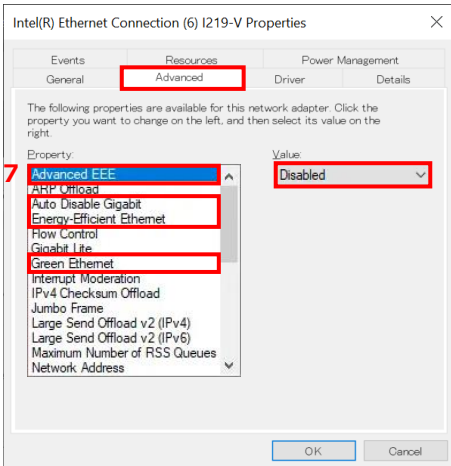 Intel(R) Ethernet Connection (6) I219-V Properties
Events Resources Power Management
General Advanced Driver Details
The following properties are available for this network adapter. Click the
property you want to change on the left, and then select its value on the
right.
Property: Value:
7 Advanced EEE Disabled
ARP Offload
Auto Disable Gigabit
Energy-Efficient Ethernet
Flow Control
Gigabit Lite
Green Ethernet
Interrupt Moderation
IPv4 Checksum Offload
Jumbo Frame
Large Send Offload v2 (IPv4)
Large Send Offload v2 (IPv6)
Maximum Number of RSS Queues
Network Address
OK Cancel